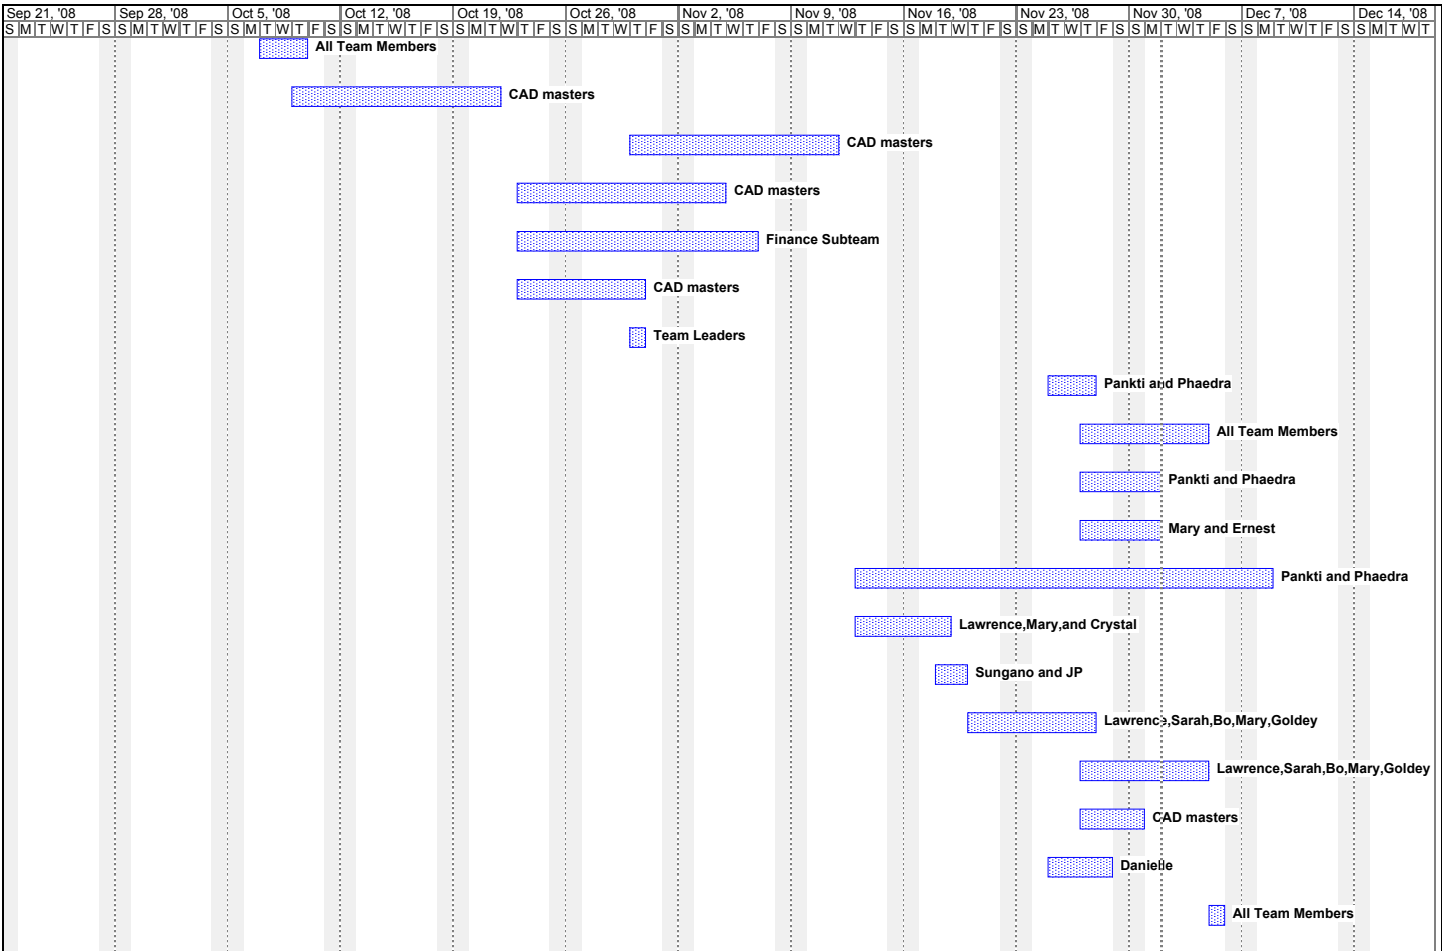 Sep 21, '08 Sep 28, '08 Oct 5, '08 Oct 12, '08 Oct 19, '08 Oct 26, '08 Nov 2, '08 Nov 9, '08 Nov 16, '08 Nov 23, '08 Nov 30, '08 Dec 7, '08 Dec 14, '08
S M T W T F S S M T W T F S S M T W T F S S M T W T F S S M T W T F S S M T W T F S S M T W T F S S M T W T F S S M T W T F S S M T W T F S S M T W T F S S M T W T F S S M T W T
All Team Members
CAD masters
CAD masters
CAD masters
Finance Subteam
CAD masters
Team Leaders
Pankti and Phaedra
All Team Members
Pankti and Phaedra
Mary and Ernest
Pankti and Phaedra
Lawrence,Mary,and Crystal
Sungano and JP
Lawrence,Sarah,Bo,Mary,Goldey
Lawrence,Sarah,Bo,Mary,Goldey
CAD masters
Danielle
All Team Members